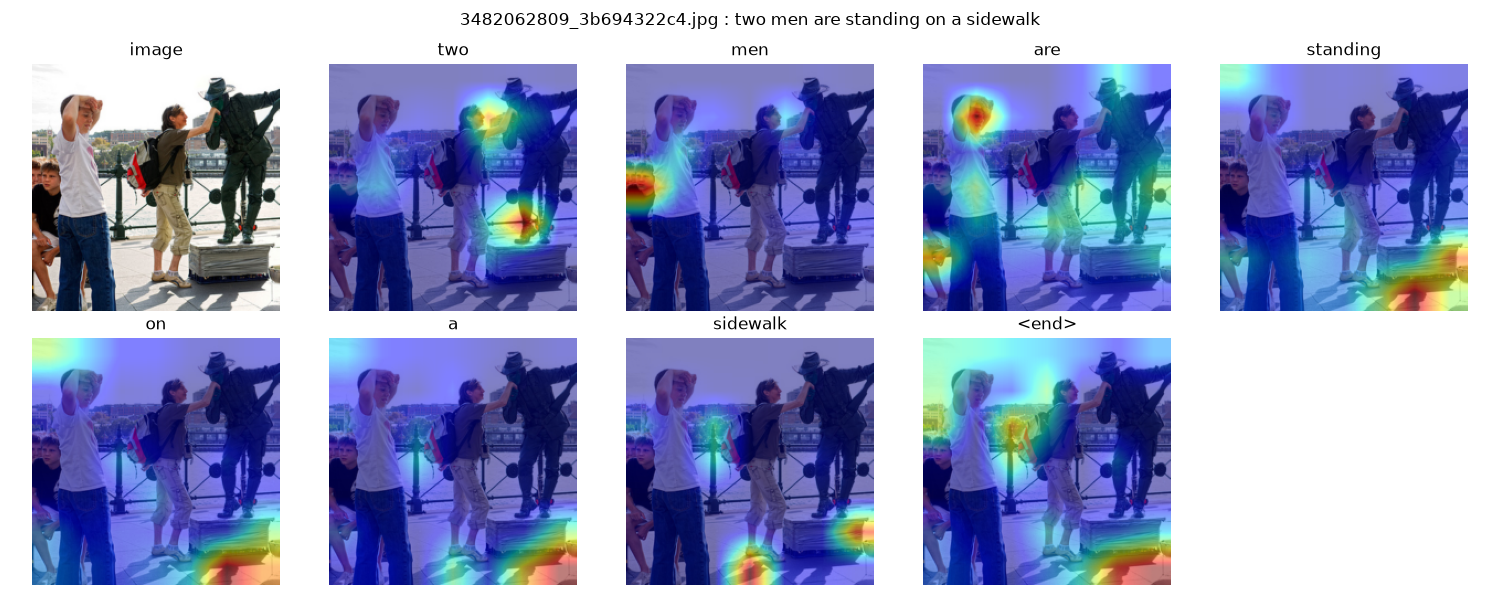 3482062809_3b694322c4.jpg : two men are standing on a sidewalk
image two men are standing
on a sidewalk <end>